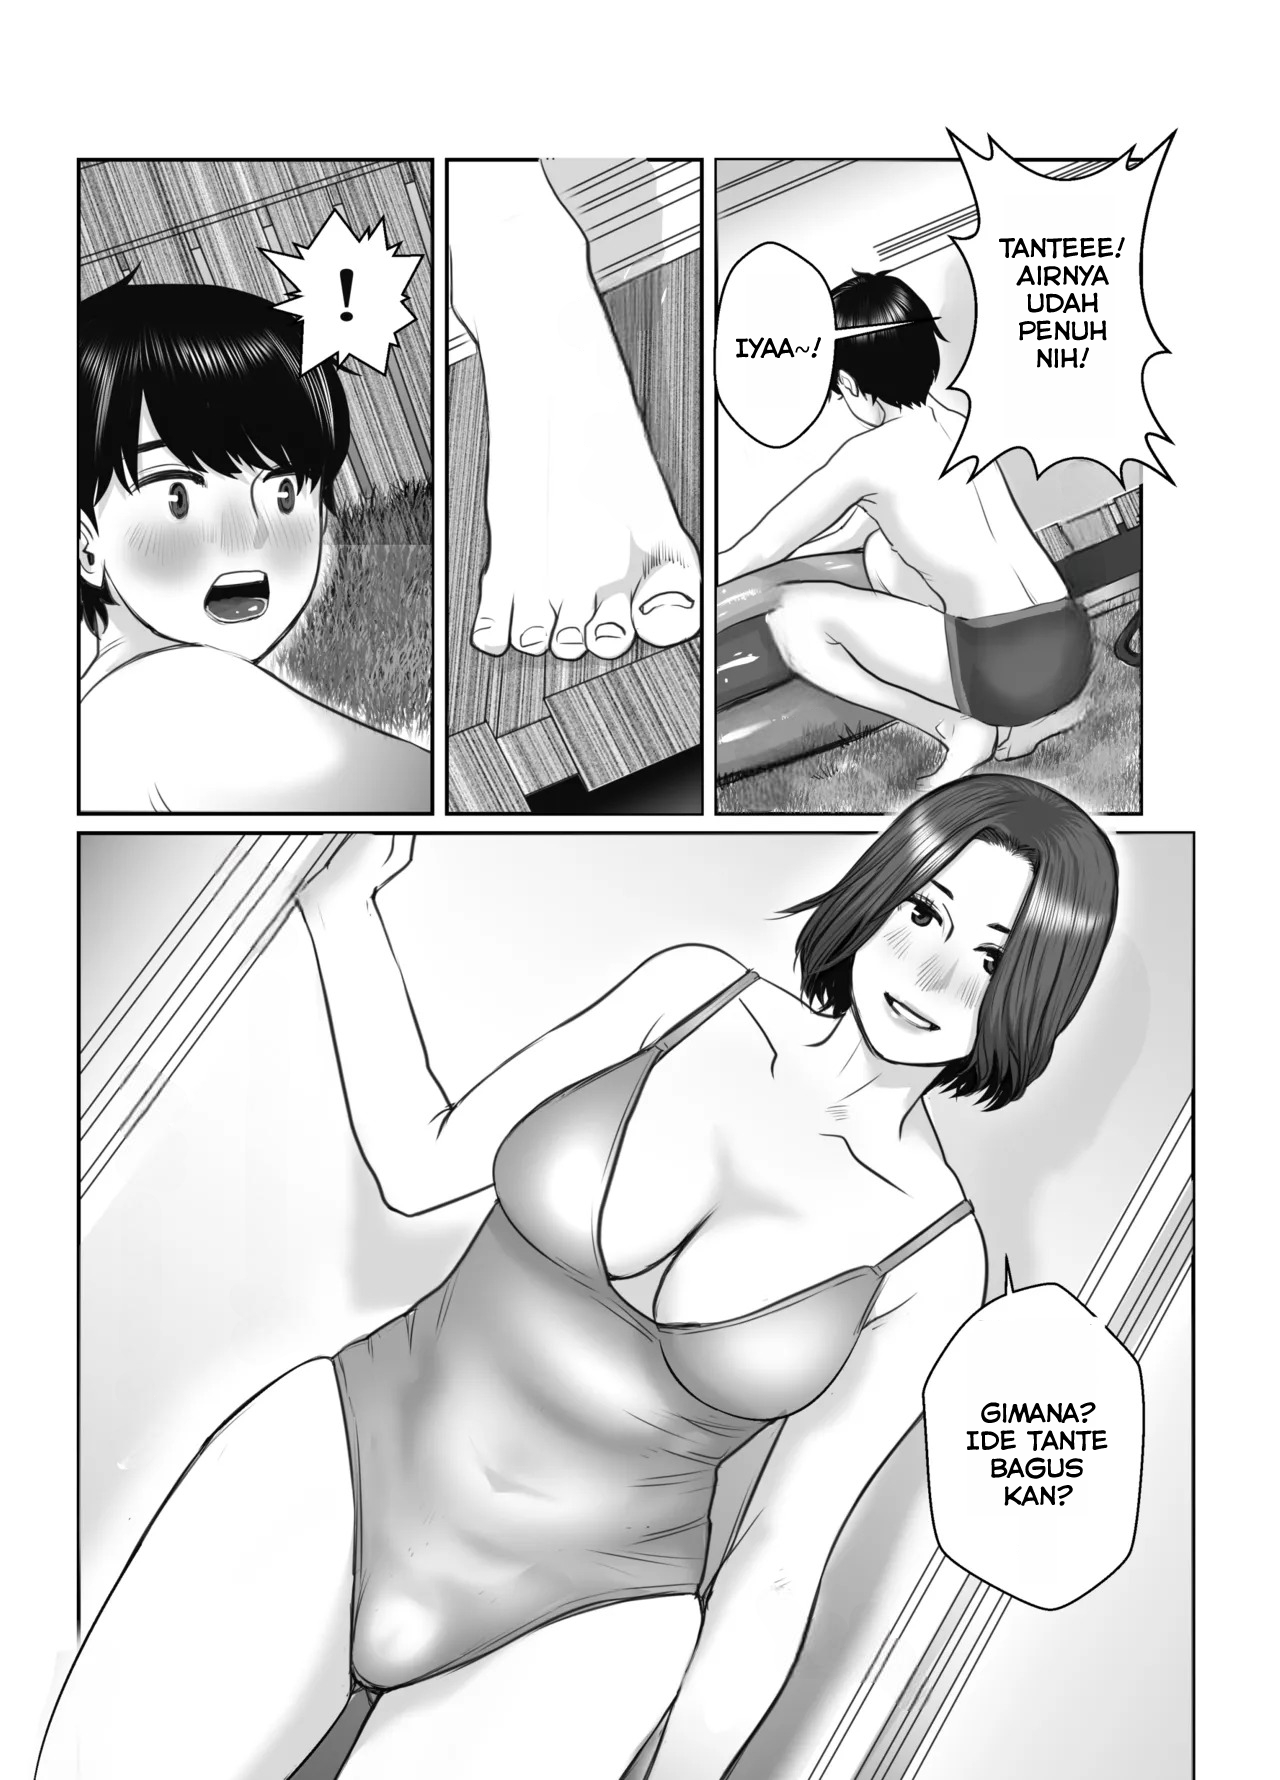 TANTEEE!
AIRNYA
UDAH
PENUH
NIH!
IYAA~!
!
GIMANA?
IDE TANTE
BAGUS
KAN?